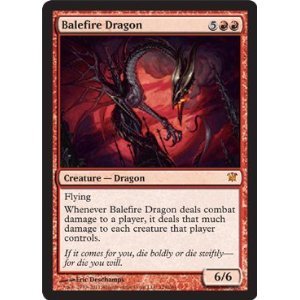 Balefire Dragon 5
Creature — Dragon
Flying
Whenever Balefire Dragon deals combat
damage to a player, it deals that much
damage to each creature that player
controls.
If it comes for you, die boldly or die swiftly—
for die you will.
Eric Deschamps
6/6